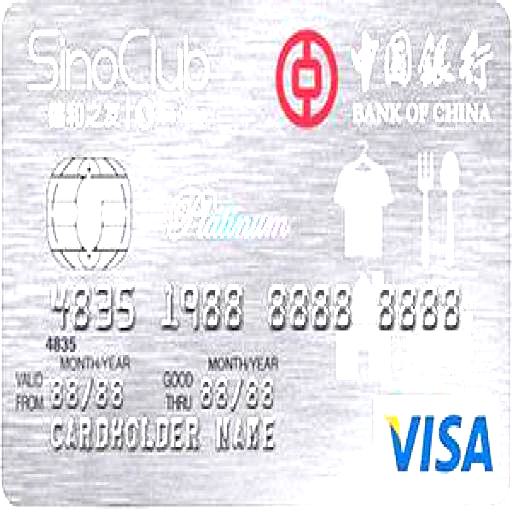 SinoClub
中国银行
BANK OF CHINA
Platinum
4835 1988 8888 8888
4835
MONTH/YEAR MONTH/YEAR
VALID FROM 88/88 GOOD THRU 88/88
CARDHOLDER NAME
VISA